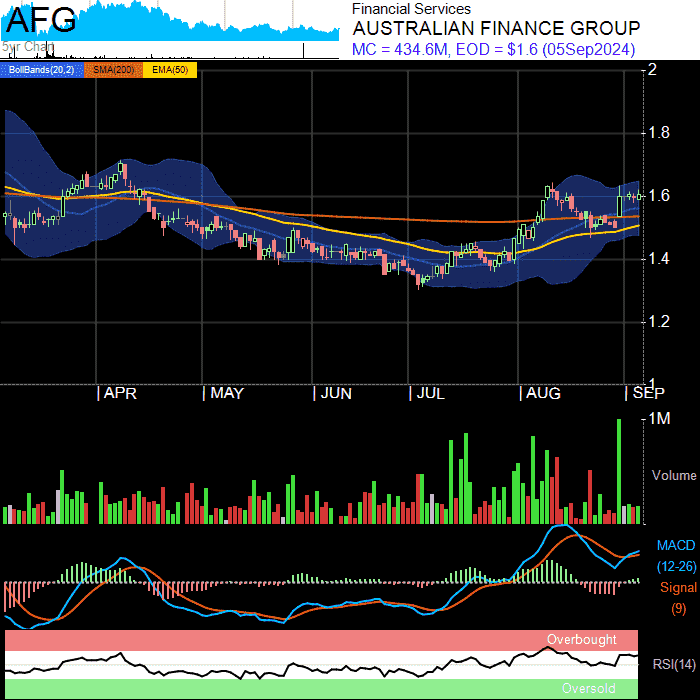 AFG
5yr Chart
Financial Services
AUSTRALIAN FINANCE GROUP
MC = 434.6M, EOD = $1.6 (05Sep2024)
BollBands(20,2) SMA(200) EMA(50)
2
1.8
1.6
1.4
1.2
1
APR MAY JUN JUL AUG SEP
1M
Volume
MACD
(12-26)
Signal
(9)
Overbought
RSI(14)
Oversold